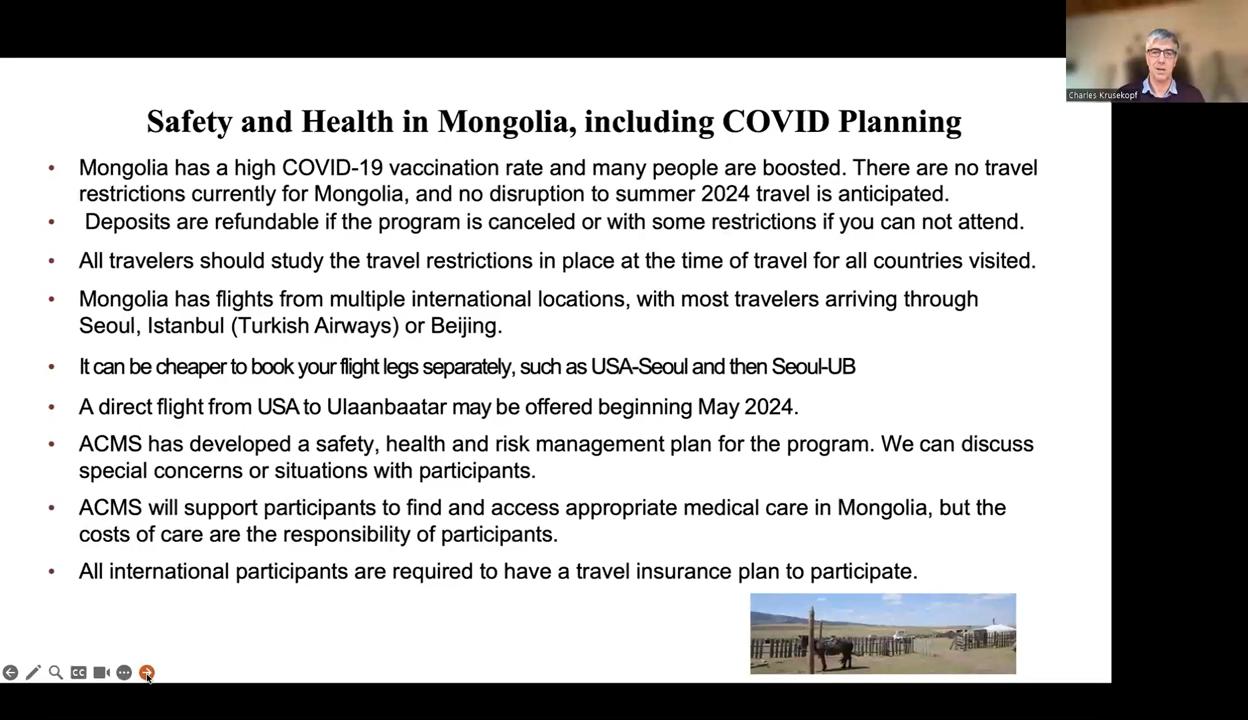 Charles Krusekopf
Safety and Health in Mongolia, including COVID Planning
• Mongolia has a high COVID-19 vaccination rate and many people are boosted. There are no travel
restrictions currently for Mongolia, and no disruption to summer 2024 travel is anticipated.
• Deposits are refundable if the program is canceled or with some restrictions if you can not attend.
• All travelers should study the travel restrictions in place at the time of travel for all countries visited.
• Mongolia has flights from multiple international locations, with most travelers arriving through
Seoul, Istanbul (Turkish Airways) or Beijing.
• It can be cheaper to book your flight legs separately, such as USA-Seoul and then Seoul-UB
• A direct flight from USA to Ulaanbaatar may be offered beginning May 2024.
• ACMS has developed a safety, health and risk management plan for the program. We can discuss
special concerns or situations with participants.
• ACMS will support participants to find and access appropriate medical care in Mongolia, but the
costs of care are the responsibility of participants.
• All international participants are required to have a travel insurance plan to participate.
CC